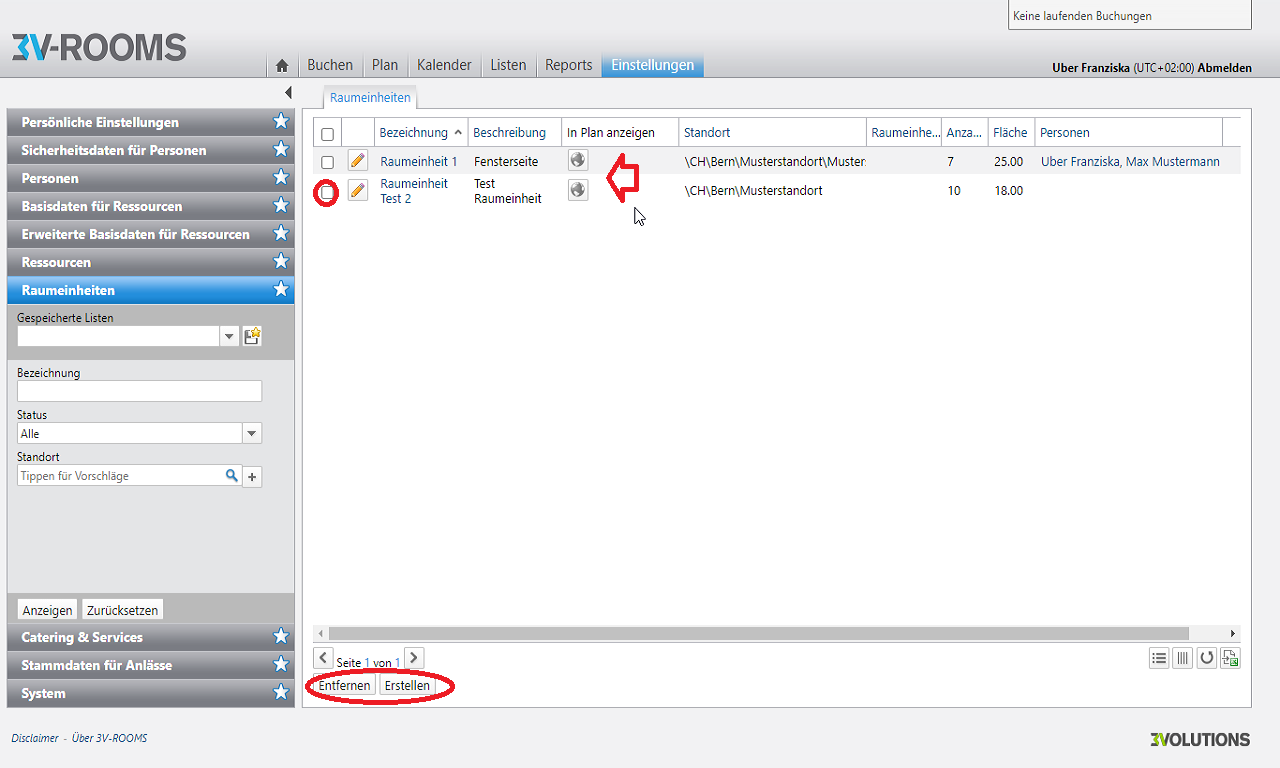 Keine laufenden Buchungen
3V-ROOMS
Buchen Plan Kalender Listen Reports Einstellungen
Uber Franziska (UTC+02:00) Abmelden
Persönliche Einstellungen
Sicherheitsdaten für Personen
Personen
Basisdaten für Ressourcen
Erweiterte Basisdaten für Ressourcen
Ressourcen
Raumeinheiten
Gespeicherte Listen
Bezeichnung
Status
Alle
Standort
Tippen für Vorschläge
+
Anzeigen Zurücksetzen
Catering & Services
Stammdaten für Anlässe
System
Raumeinheiten
Bezeichnung Beschreibung In Plan anzeigen Standort Raumeinhe... Anza... Fläche Personen
Raumeinheit 1 Fensterseite \CH\Bern\Musterstandort\Muster 7 25.00 Uber Franziska, Max Mustermann
Raumeinheit Test 2 Test Raumeinheit \CH\Bern\Musterstandort 10 18.00
Seite 1 von 1
Entfernen Erstellen
Disclaimer - Über 3V-ROOMS
3VOLUTIONS